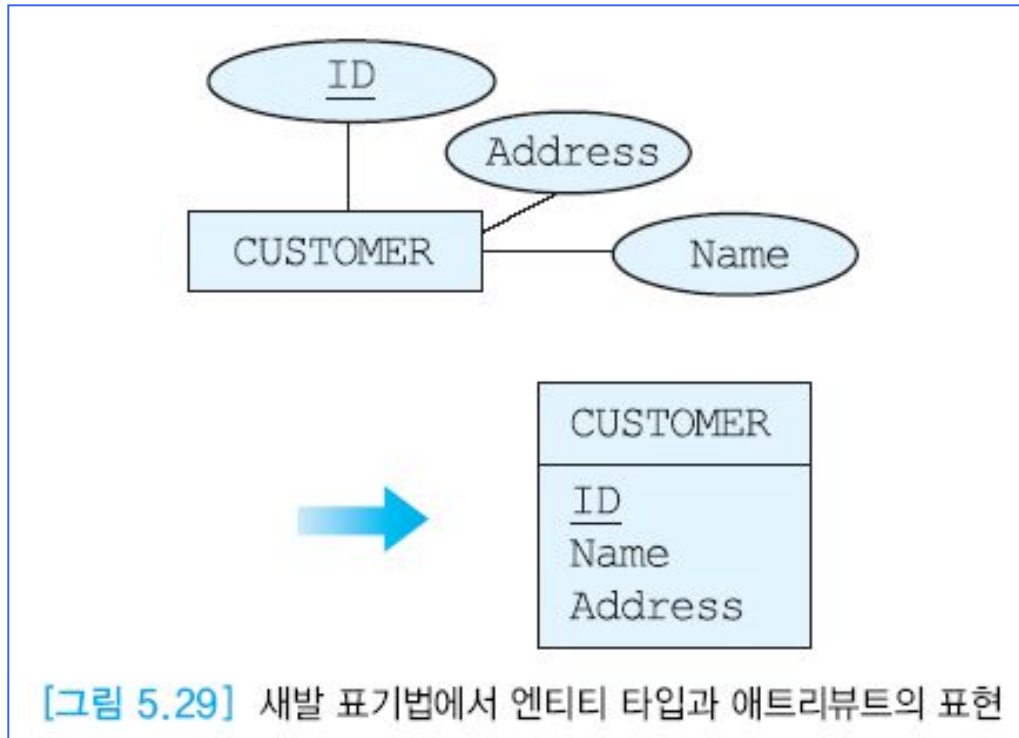 ID
Address
CUSTOMER
Name
CUSTOMER
ID
Name
Address
[그림 5.29] 새발 표기법에서 엔티티 타입과 애트리뷰트의 표현